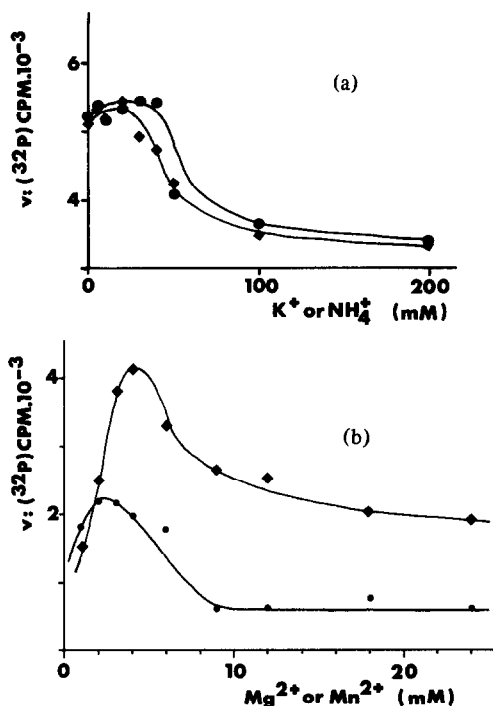 6
4
v: (32p) CPM.10-3
(a)
0
100
200
K+ or NH4+ (mM)
4
2
v: (32p) CPM.10-3
(b)
0
10
20
Mg2+ or Mn2+ (mM)